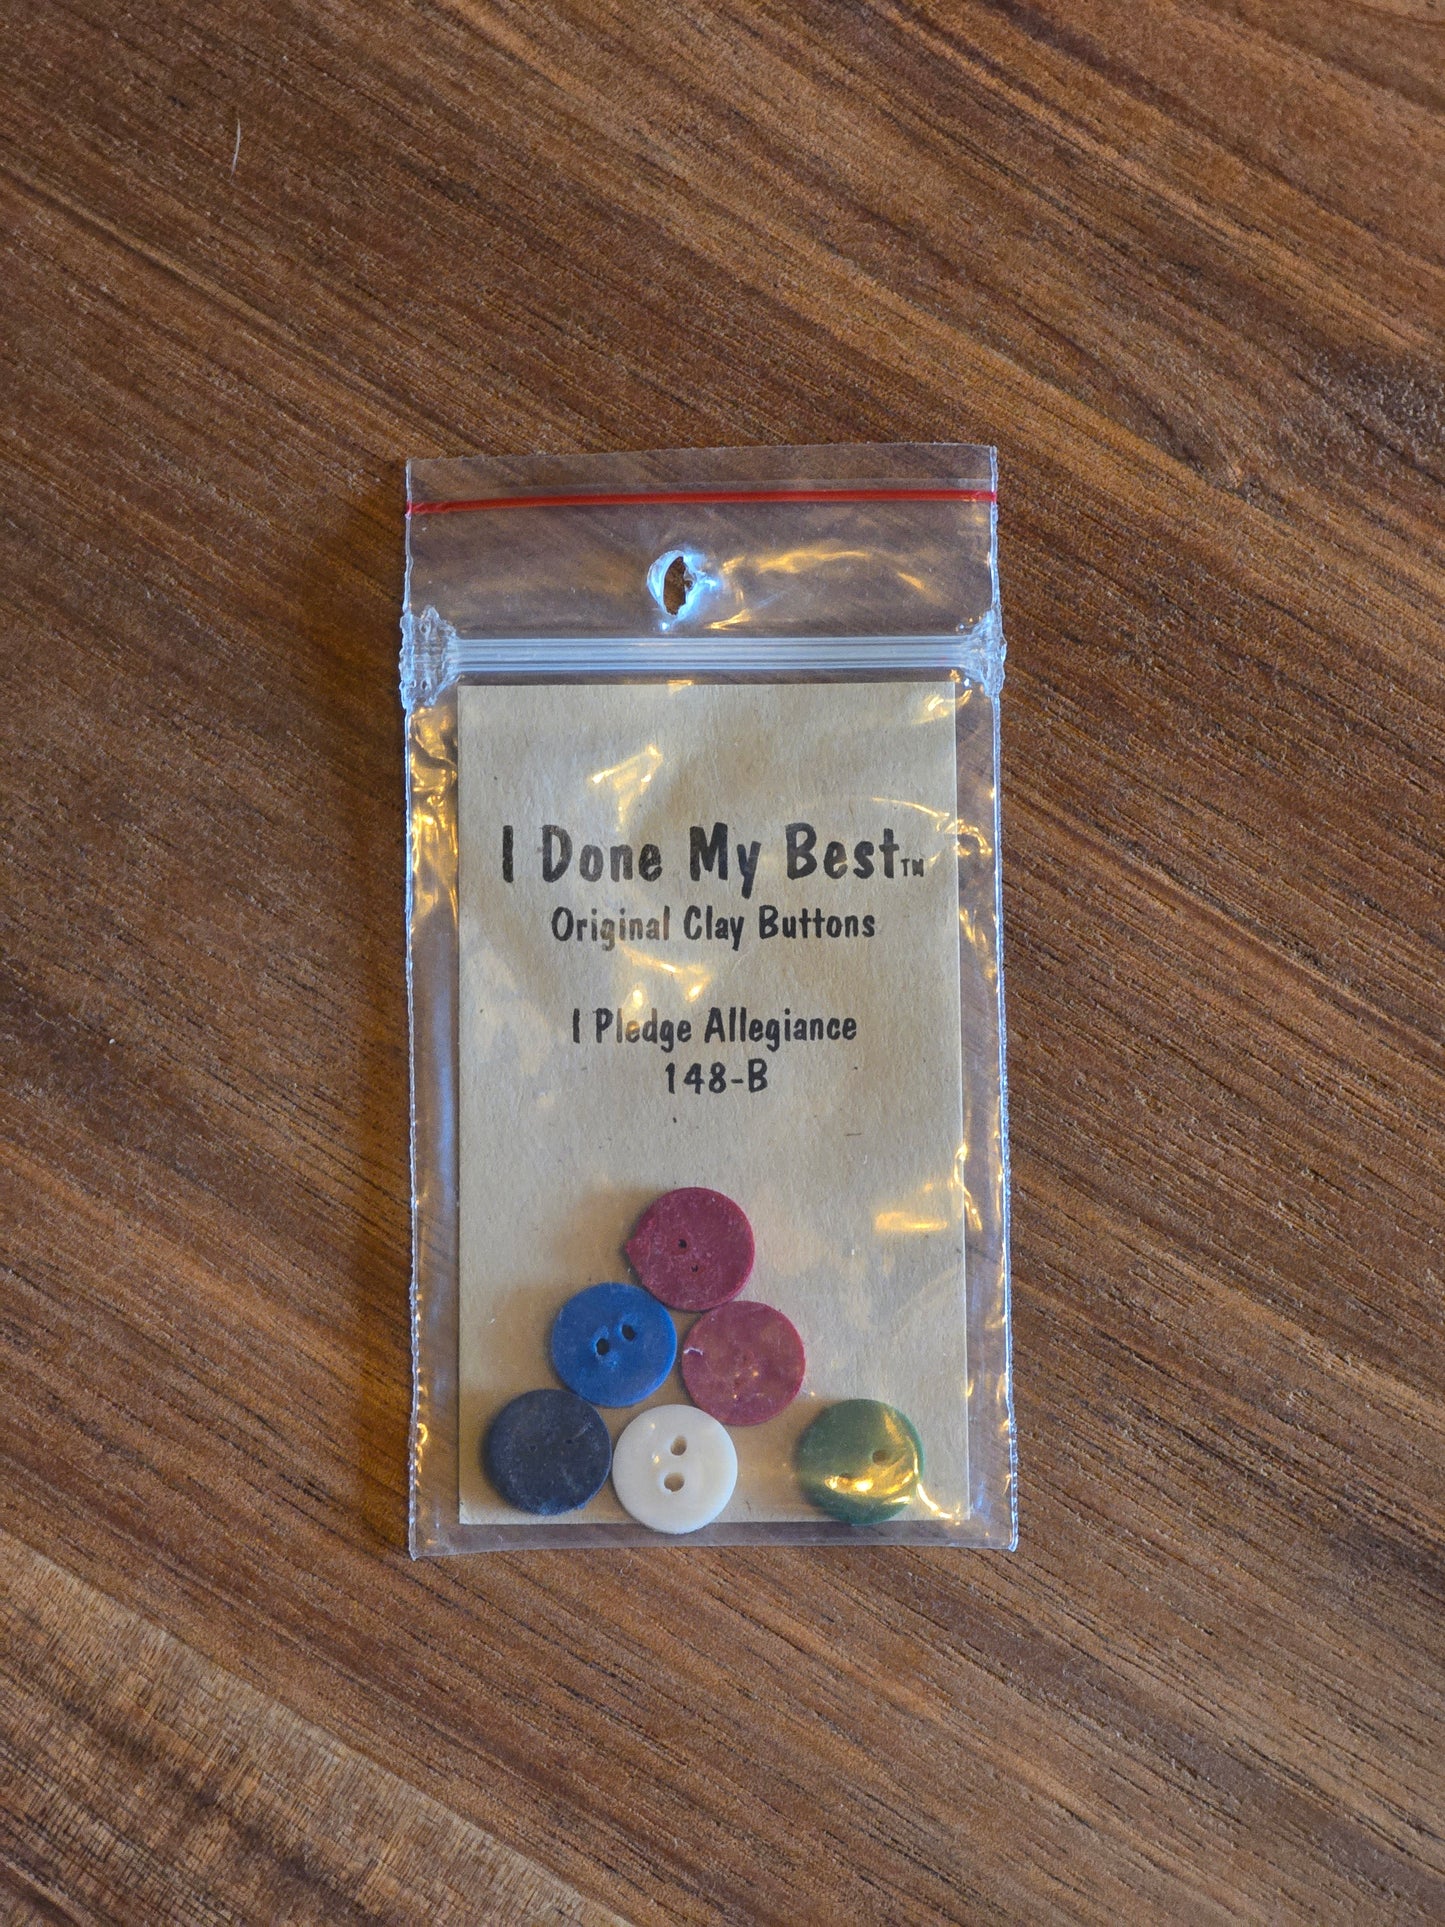 I Done My Best™
Original Clay Buttons
I Pledge Allegiance
148-B